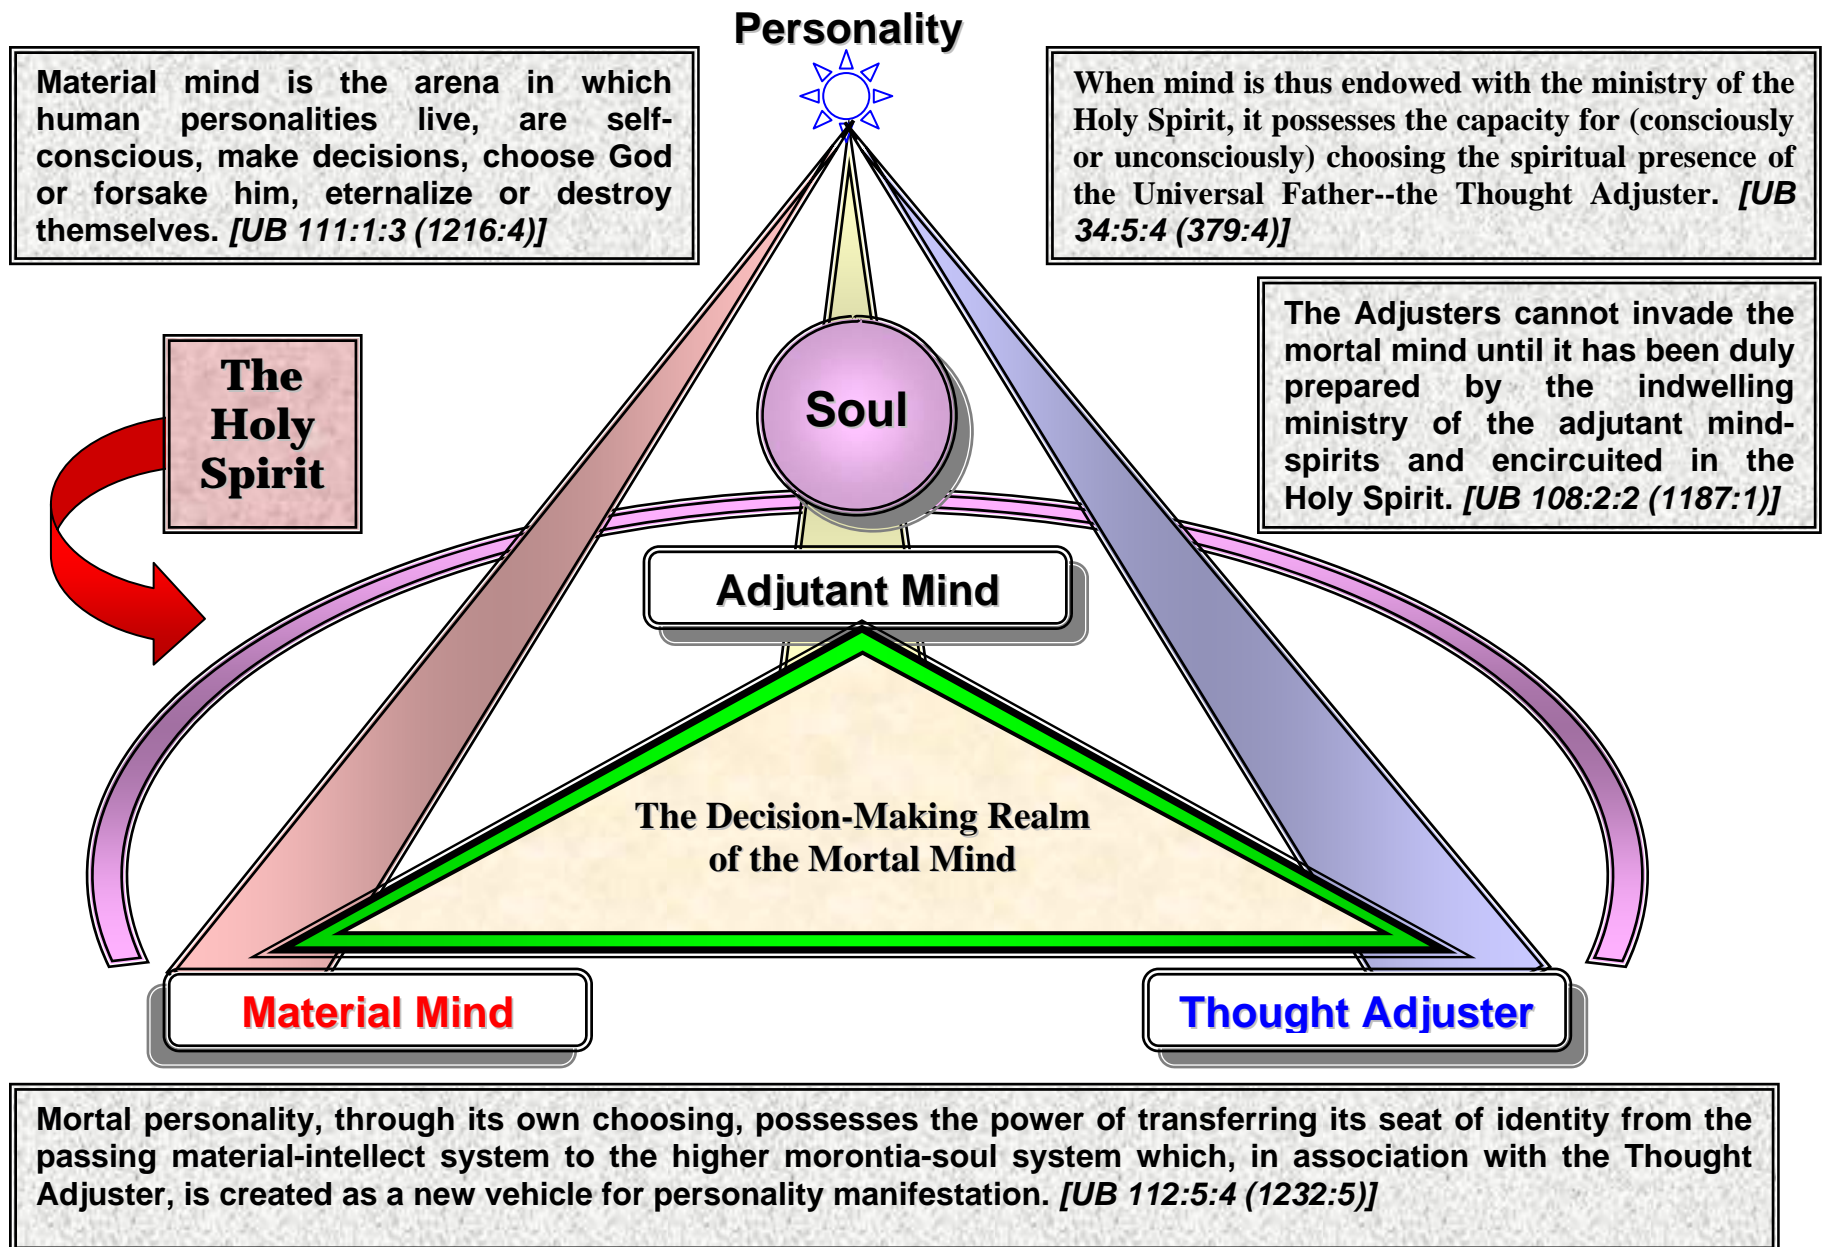 Personality
Material mind is the arena in which
human personalities live, are self-
conscious, make decisions, choose God
or forsake him, eternalize or destroy
themselves. [UB 111:1:3 (1216:4)]
When mind is thus endowed with the ministry of the
Holy Spirit, it possesses the capacity for (consciously
or unconsciously) choosing the spiritual presence of
the Universal Father--the Thought Adjuster. [UB
34:5:4 (379:4)]
The Adjusters cannot invade the
mortal mind until it has been duly
prepared by the indwelling
ministry of the adjutant mind-
spirits and encircuited in the
Holy Spirit. [UB 108:2:2 (1187:1)]
The
Holy
Spirit
Soul
Adjutant Mind
The Decision-Making Realm
of the Mortal Mind
Material Mind
Thought Adjuster
Mortal personality, through its own choosing, possesses the power of transferring its seat of identity from the
passing material-intellect system to the higher morontia-soul system which, in association with the Thought
Adjuster, is created as a new vehicle for personality manifestation. [UB 112:5:4 (1232:5)]